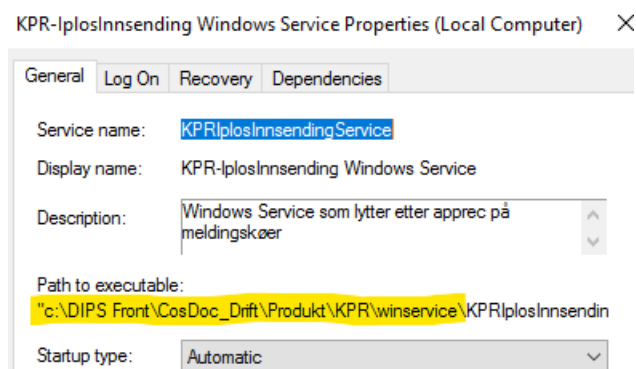 KPR-IplosInnsending Windows Service Properties (Local Computer)
General Log On Recovery Dependencies
Service name: KPRIplosInnsendingService
Display name: KPR-IplosInnsending Windows Service
Description: Windows Service som lytter etter apprec på
meldingskøer
Path to executable:
"c:\DIPS Front\CosDoc_Drift\Produkt\KPR\winservice\KPRIplosInnsendin
Startup type: Automatic